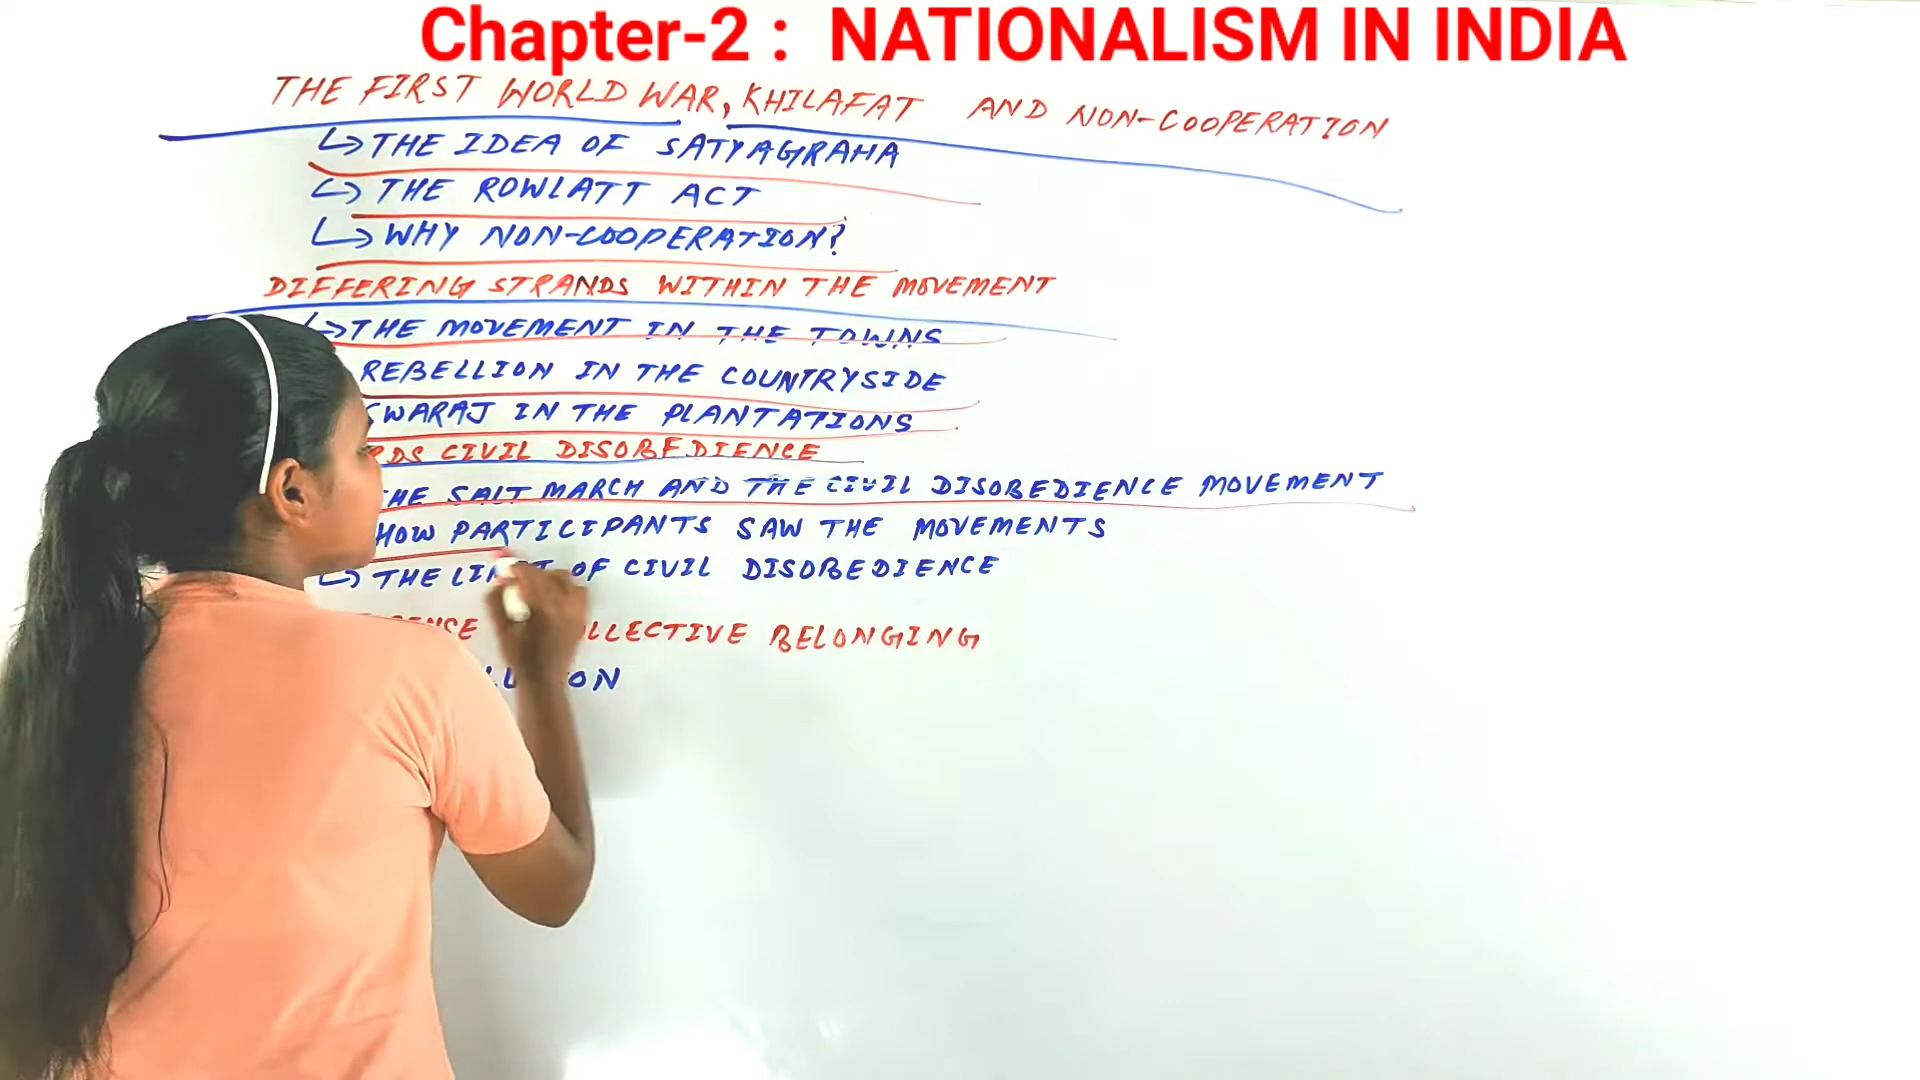 Chapter-2 : NATIONALISM IN INDIA
THE FIRST WORLD WAR, KHILAFAT AND NON-COOPERATION
↳ THE IDEA OF SATYAGRAHA
↳ THE ROWLATT ACT
↳ WHY NON-COOPERATION?
DIFFERING STRANDS WITHIN THE MOVEMENT
↳ THE MOVEMENT IN THE TOWNS
REBELLION IN THE COUNTRYSIDE
SWARAJ IN THE PLANTATIONS
CIVIL DISOBEDIENCE
THE SALT MARCH AND THE CIVIL DISOBEDIENCE MOVEMENT
HOW PARTICIPANTS SAW THE MOVEMENTS
↳ THE OF CIVIL DISOBEDIENCE
SENSE BELONGING